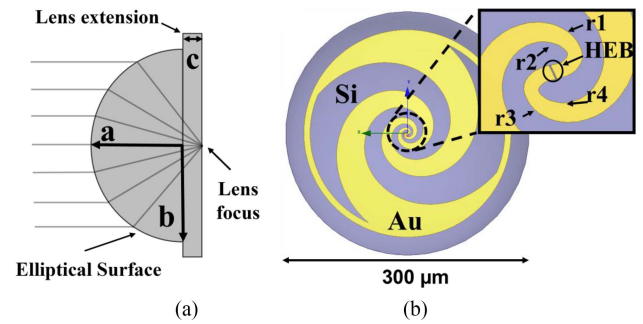 (a)
Lens extension
c
a
b
Lens
focus
Elliptical Surface
(b)
Si
Au
300 µm
r1
HEB
r2
r3
r4